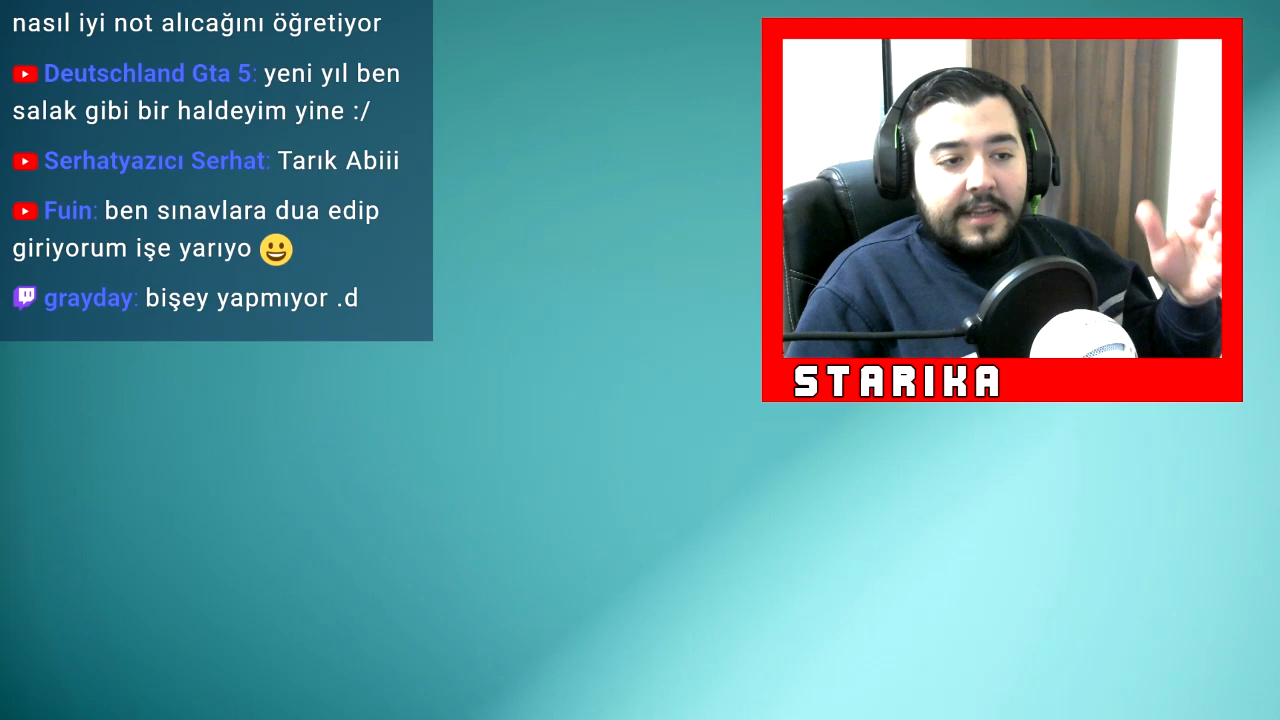 nasıl iyi not alıcağını öğretiyor
Deutschland Gta 5: yeni yıl ben
salak gibi bir haldeyim yine :/
Serhatyazıcı Serhat: Tarık Abiii
Fuin: ben sınavlara dua edip
giriyorum işe yarıyo 😀
grayday: bişey yapmıyor .d
STARIKA